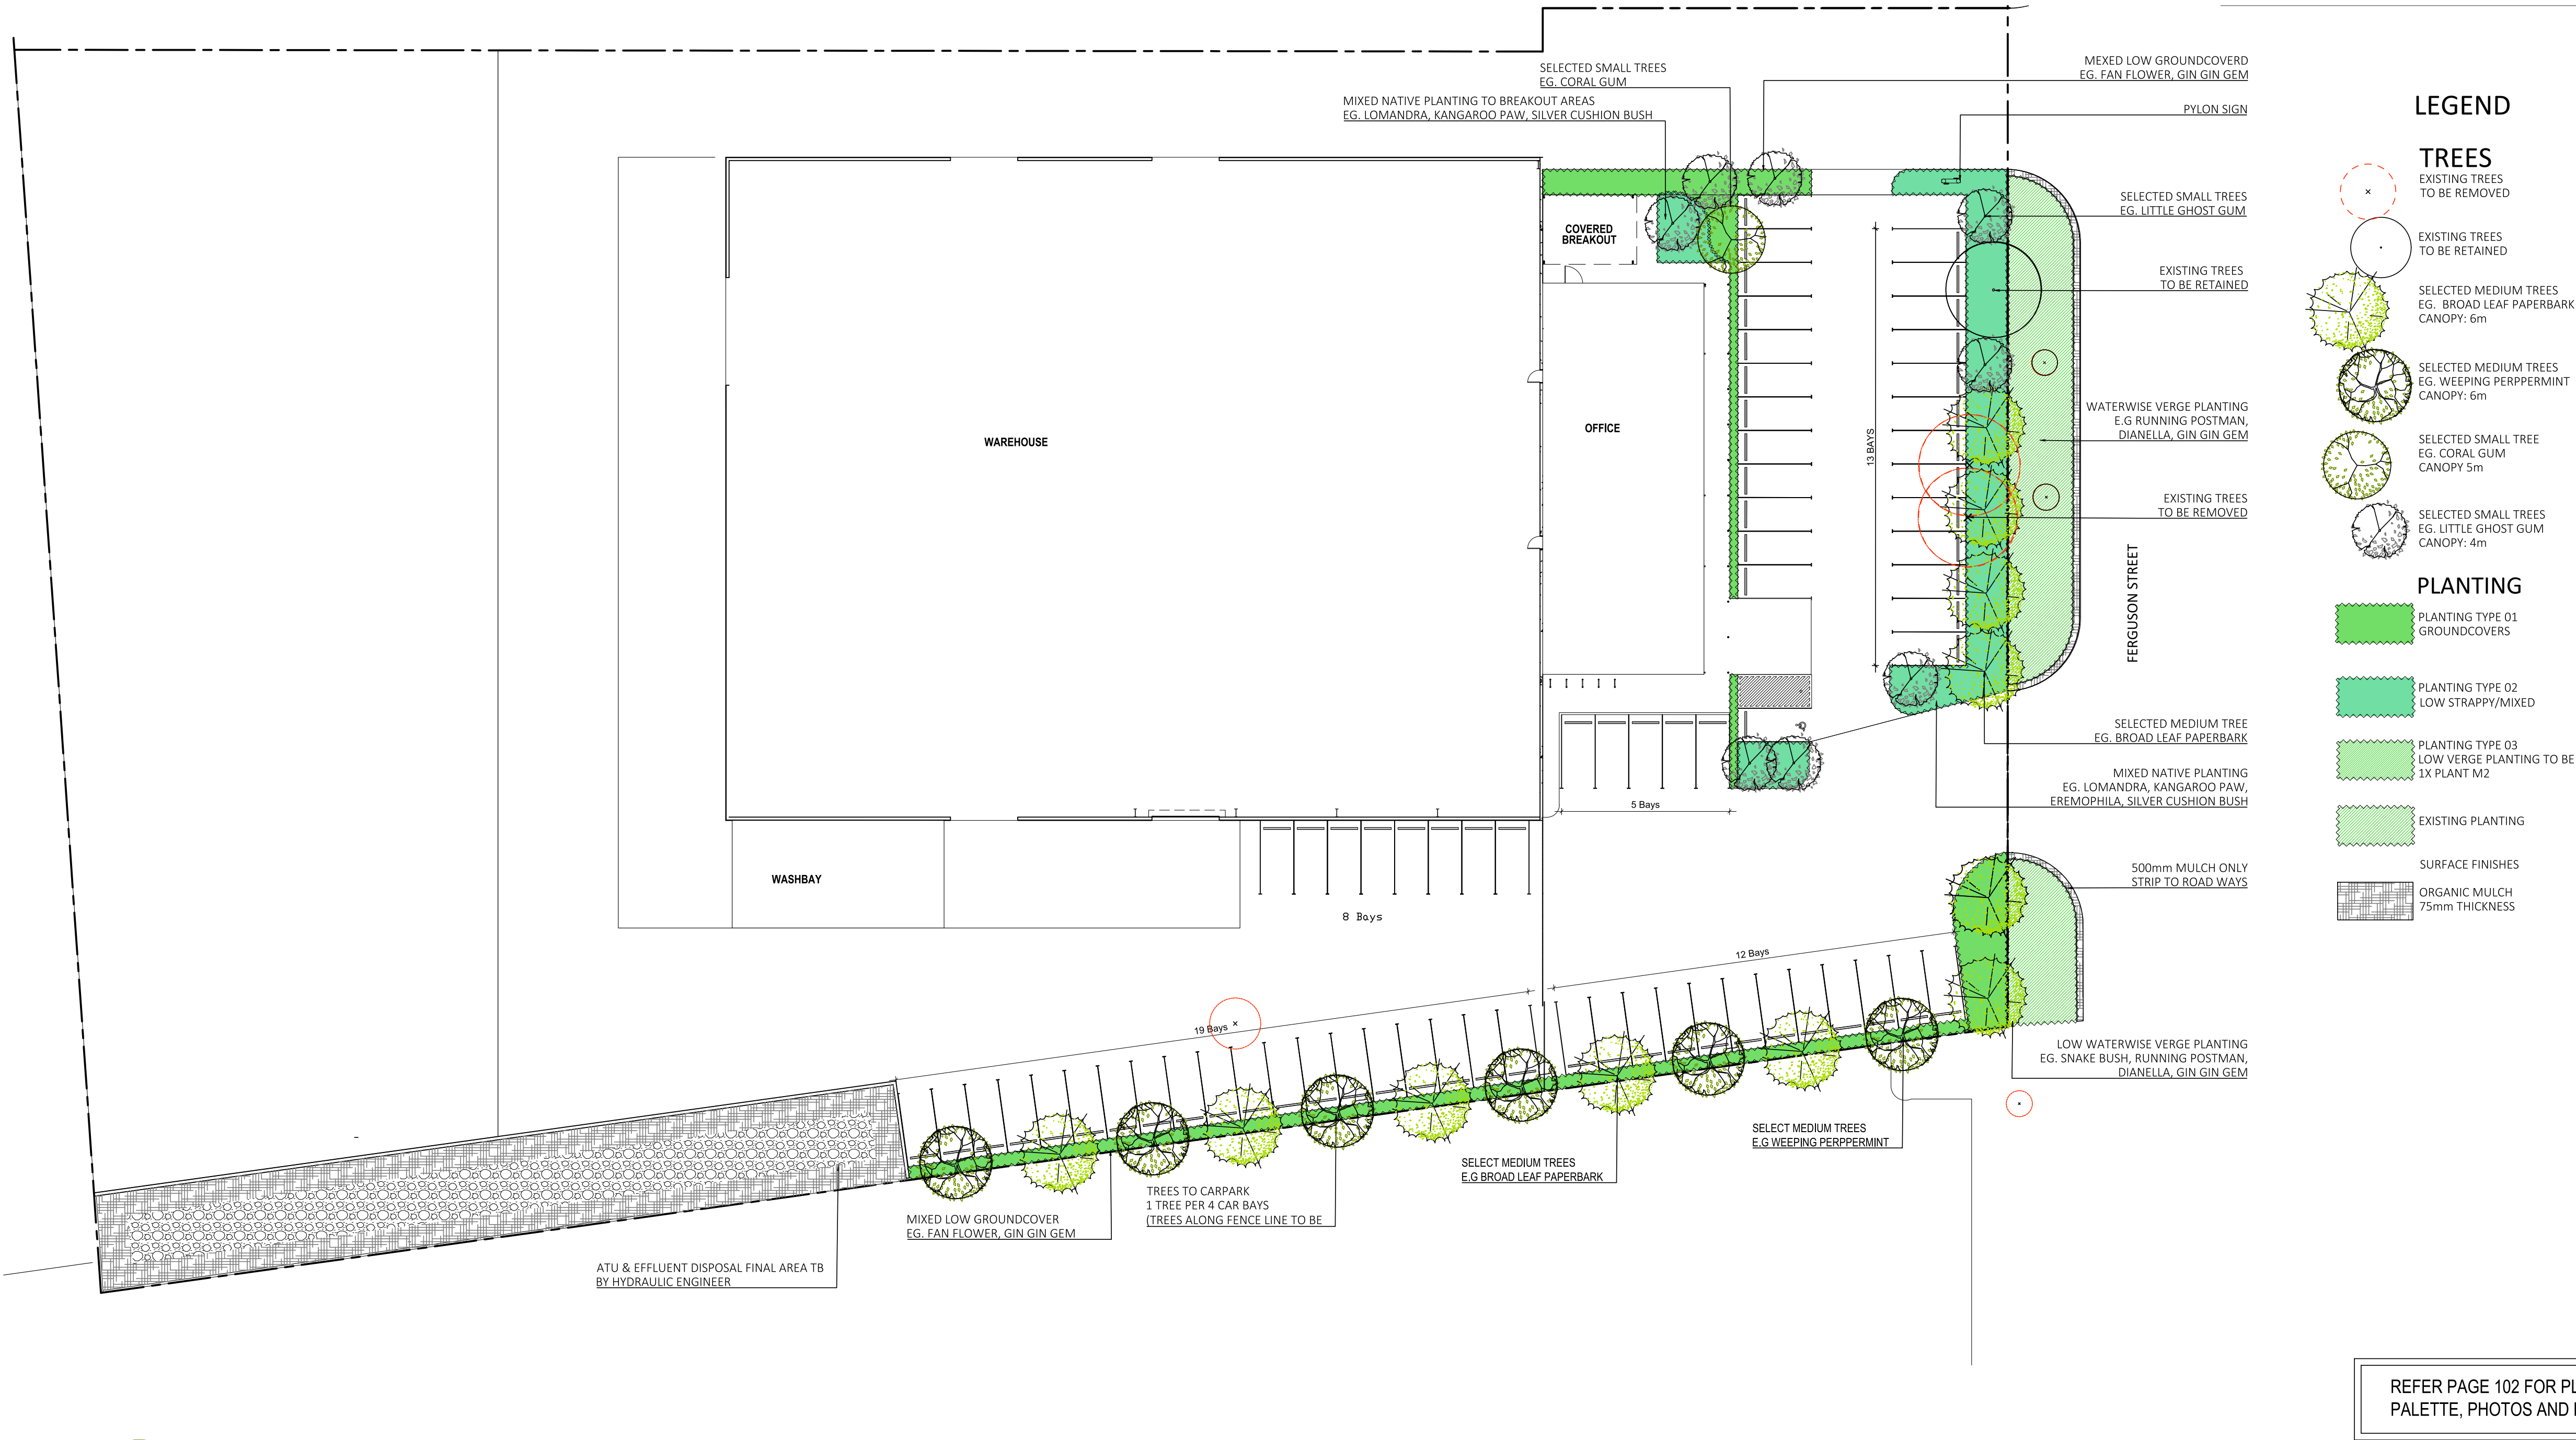 SELECTED SMALL TREES
EG. CORAL GUM
MIXED NATIVE PLANTING TO BREAKOUT AREAS
EG. LOMANDRA, KANGAROO PAW, SILVER CUSHION BUSH
MEXED LOW GROUNDCOVERD
EG. FAN FLOWER, GIN GIN GEM
PYLON SIGN
SELECTED SMALL TREES
EG. LITTLE GHOST GUM
EXISTING TREES
TO BE RETAINED
WATERWISE VERGE PLANTING
E.G RUNNING POSTMAN,
DIANELLA, GIN GIN GEM
EXISTING TREES
TO BE REMOVED
FERGUSON STREET
SELECTED MEDIUM TREE
EG. BROAD LEAF PAPERBARK
MIXED NATIVE PLANTING
EG. LOMANDRA, KANGAROO PAW,
EREMOPHILA, SILVER CUSHION BUSH
500mm MULCH ONLY
STRIP TO ROAD WAYS
LOW WATERWISE VERGE PLANTING
EG. SNAKE BUSH, RUNNING POSTMAN,
DIANELLA, GIN GIN GEM
COVERED
BREAKOUT
OFFICE
WAREHOUSE
13 BAYS
5 Bays
WASHBAY
8 Bays
12 Bays
19 Bays
SELECT MEDIUM TREES
E.G WEEPING PERPPERMINT
SELECT MEDIUM TREES
E.G BROAD LEAF PAPERBARK
TREES TO CARPARK
1 TREE PER 4 CAR BAYS
(TREES ALONG FENCE LINE TO BE
MIXED LOW GROUNDCOVER
EG. FAN FLOWER, GIN GIN GEM
ATU & EFFLUENT DISPOSAL FINAL AREA TB
BY HYDRAULIC ENGINEER
LEGEND
TREES
EXISTING TREES
TO BE REMOVED
EXISTING TREES
TO BE RETAINED
SELECTED MEDIUM TREES
EG. BROAD LEAF PAPERBARK
CANOPY: 6m
SELECTED MEDIUM TREES
EG. WEEPING PERPPERMINT
CANOPY: 6m
SELECTED SMALL TREE
EG. CORAL GUM
CANOPY 5m
SELECTED SMALL TREES
EG. LITTLE GHOST GUM
CANOPY: 4m
PLANTING
PLANTING TYPE 01
GROUNDCOVERS
PLANTING TYPE 02
LOW STRAPPY/MIXED
PLANTING TYPE 03
LOW VERGE PLANTING TO BE
1X PLANT M2
EXISTING PLANTING
SURFACE FINISHES
ORGANIC MULCH
75mm THICKNESS
REFER PAGE 102 FOR
PALETTE, PHOTOS AND